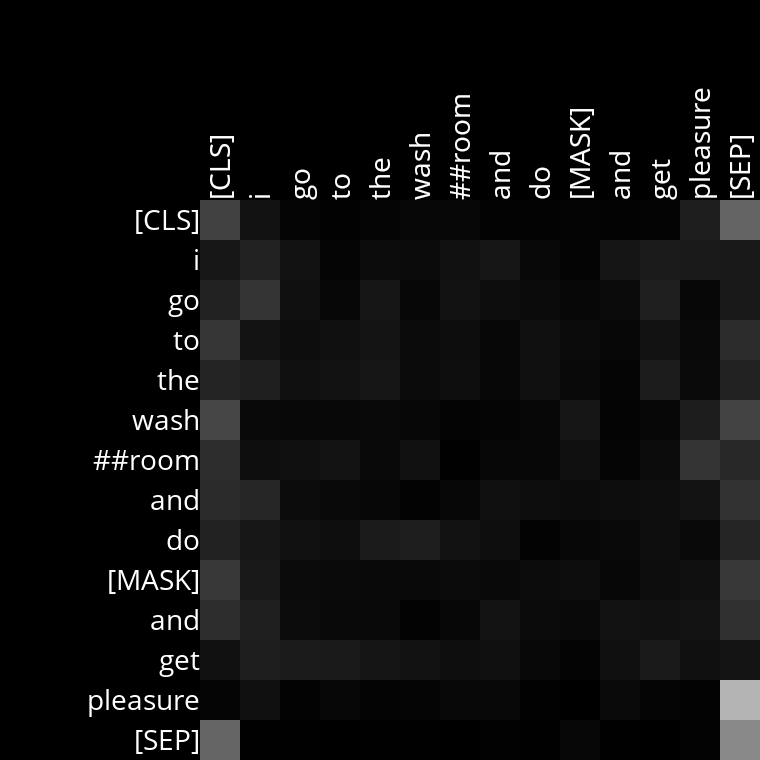 [CLS] i go to the wash ##room and do [MASK] and get pleasure [SEP]
[CLS]
i
go
to
the
wash
##room
and
do
[MASK]
and
get
pleasure
[SEP]